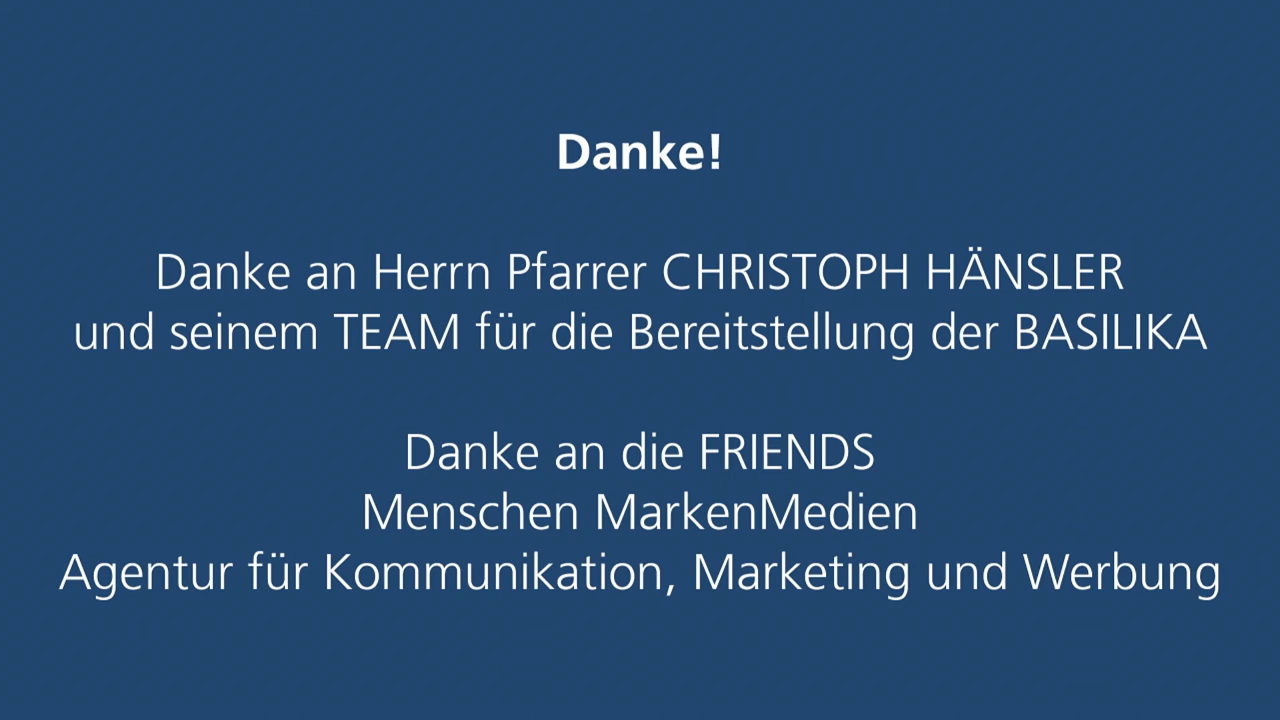 Danke!
Danke an Herrn Pfarrer CHRISTOPH HÄNSLER
und seinem TEAM für die Bereitstellung der BASILIKA
Danke an die FRIENDS
Menschen MarkenMedien
Agentur für Kommunikation, Marketing und Werbung